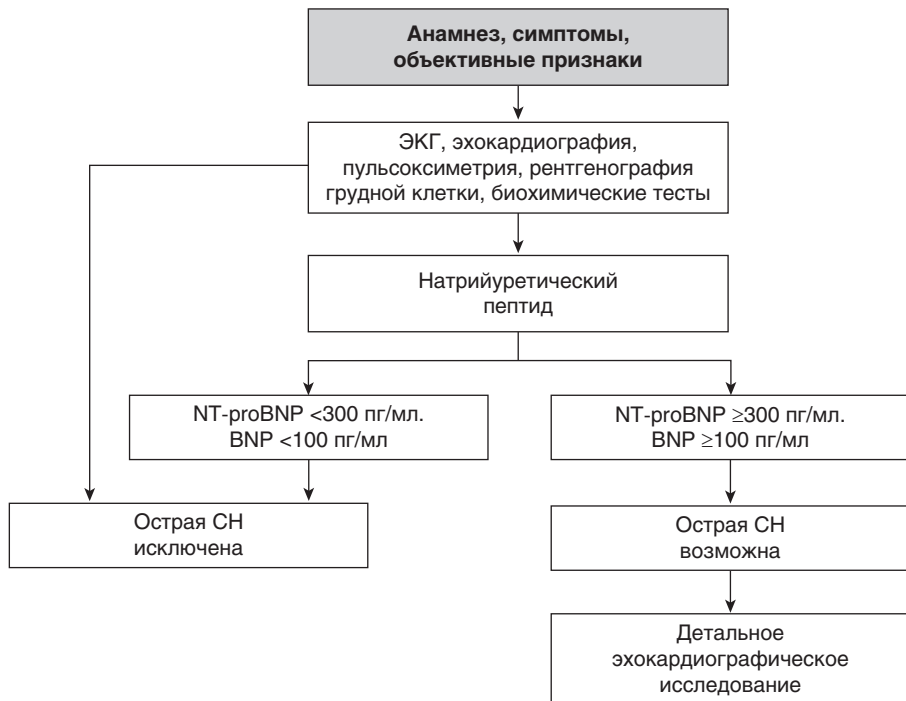 Анамнез, симптомы,
объективные признаки
ЭКГ, эхокардиография,
пульсоксиметрия, рентгенография
грудной клетки, биохимические тесты
Натрийуретический
пептид
NT-proBNP <300 пг/мл.
BNP <100 пг/мл
NT-proBNP ≥300 пг/мл.
BNP ≥100 пг/мл
Острая СН
исключена
Острая СН
возможна
Детальное
эхокардиографическое
исследование